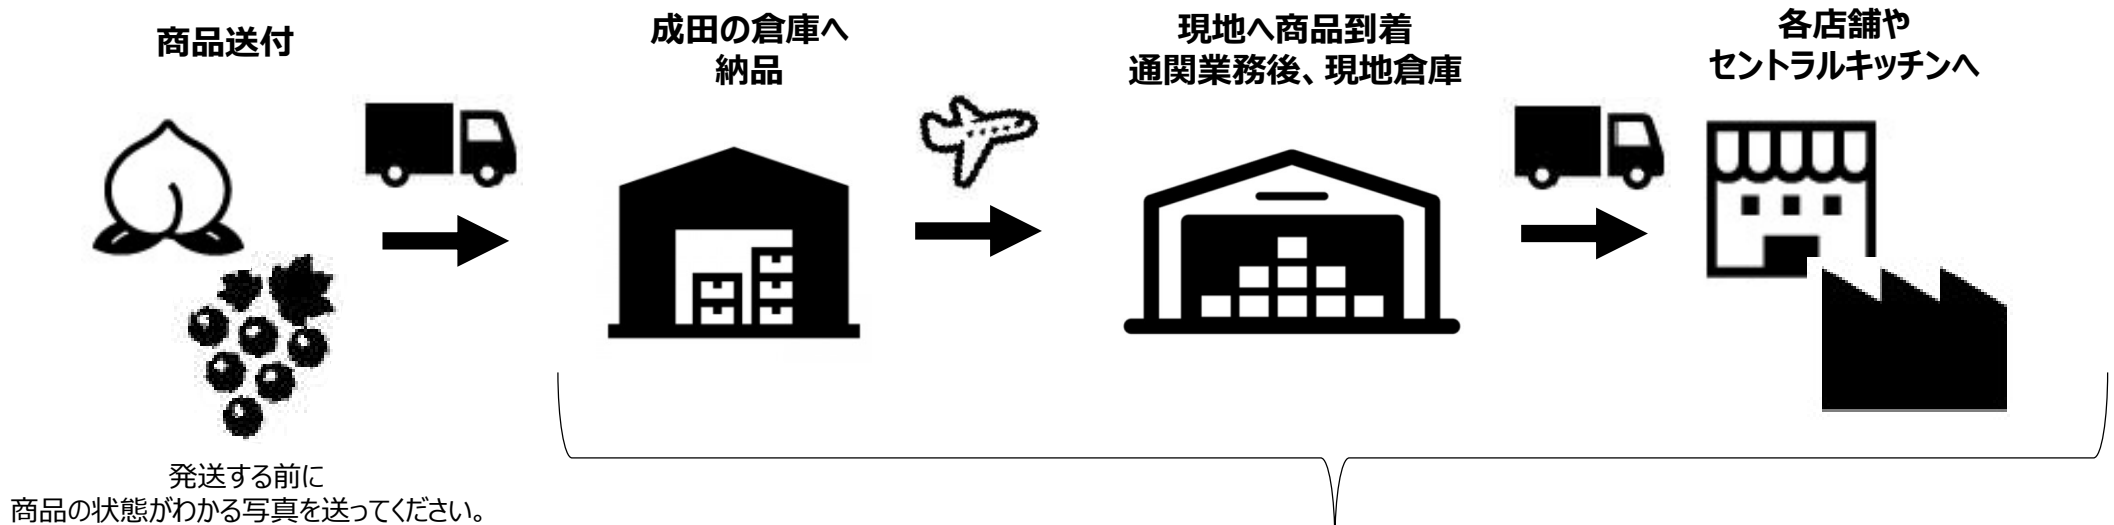 商品送付
成田の倉庫へ
納品
現地へ商品到着
通関業務後、現地倉庫
各店舗や
セントラルキッチンへ
発送する前に
商品の状態がわかる写真を送ってください。